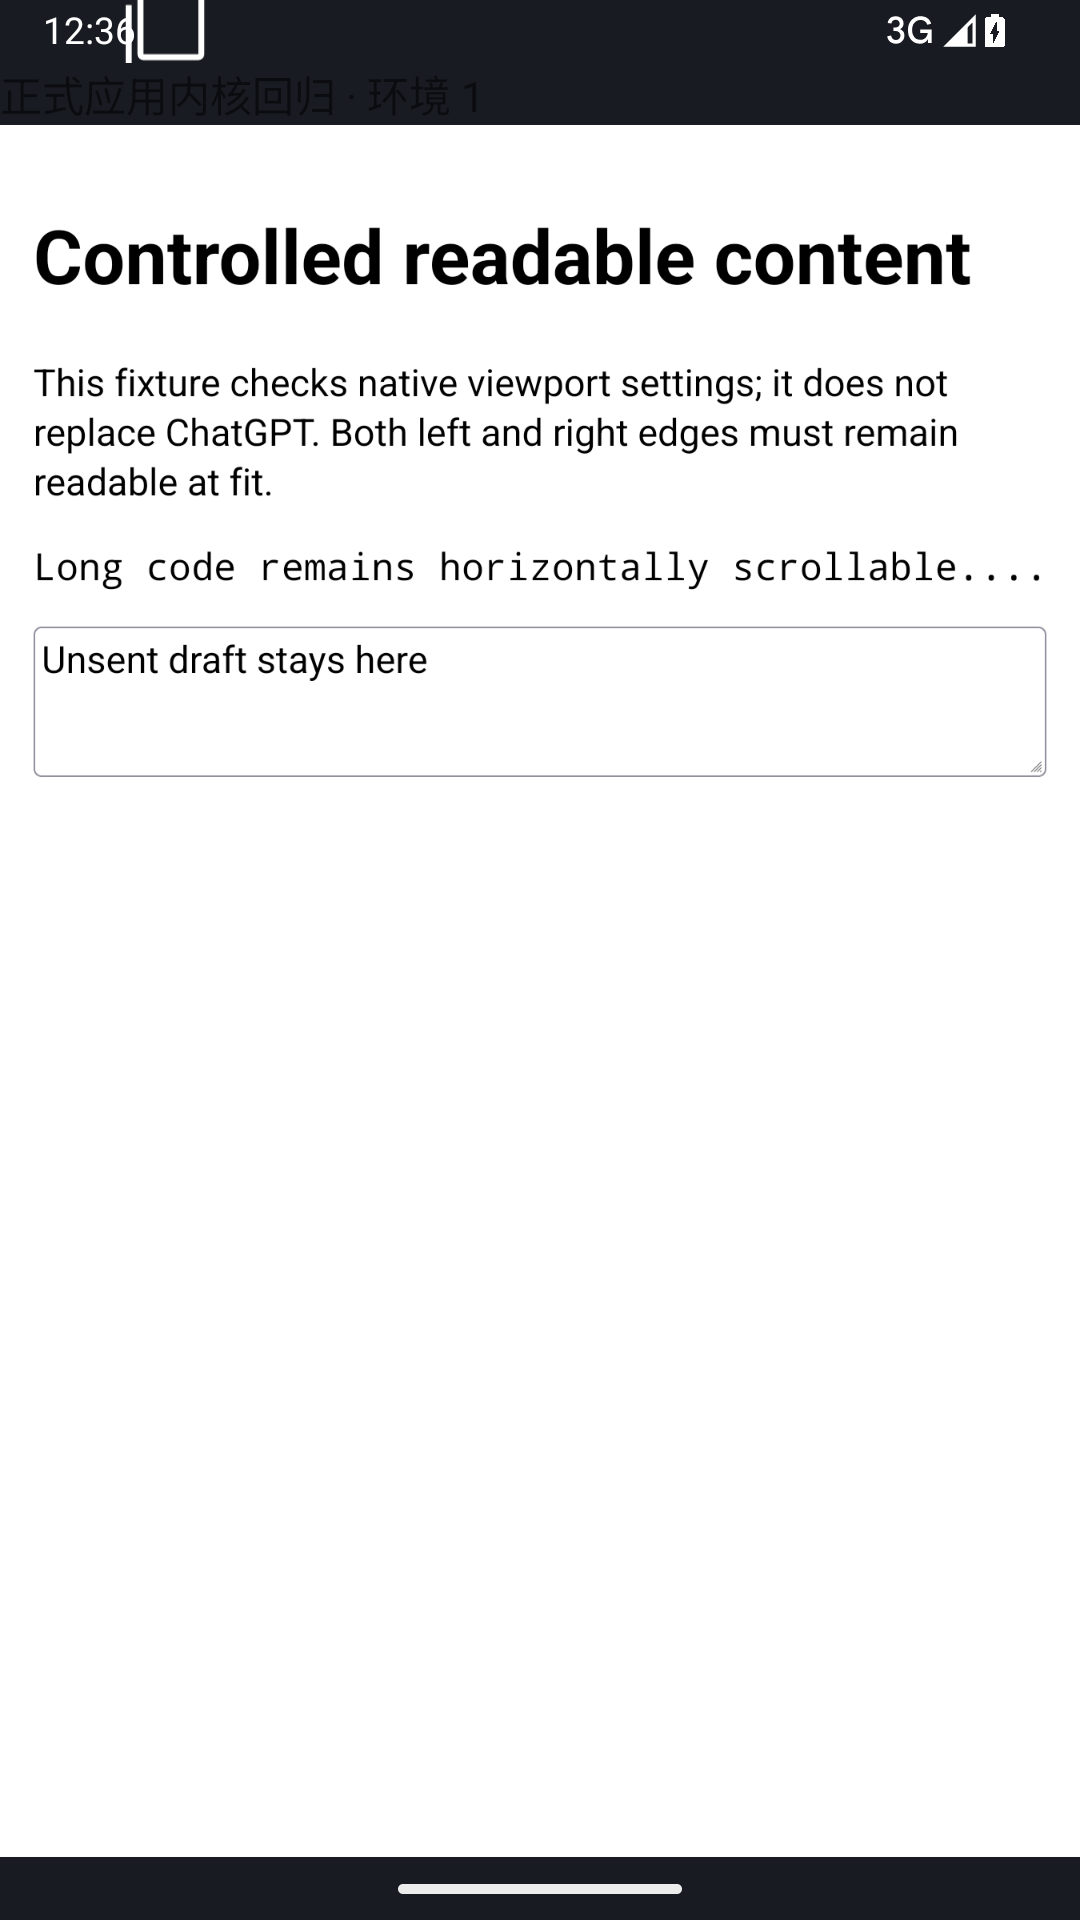 12:36
3G
正式应用内核回归 · 环境 1
Controlled readable content
This fixture checks native viewport settings; it does not
replace ChatGPT. Both left and right edges must remain
readable at fit.
Long code remains horizontally scrollable....
Unsent draft stays here